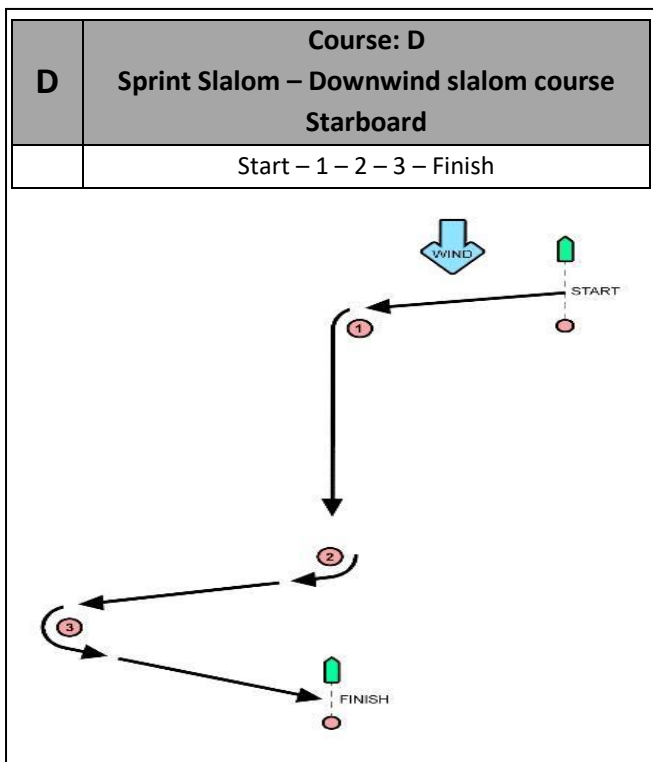 D
Course: D
Sprint Slalom – Downwind slalom course
Starboard
Start – 1 – 2 – 3 – Finish
WIND
START
1
2
3
FINISH